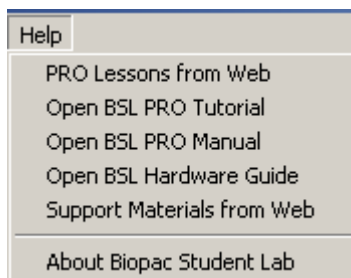 Help
PRO Lessons from Web
Open BSL PRO Tutorial
Open BSL PRO Manual
Open BSL Hardware Guide
Support Materials from Web
About Biopac Student Lab